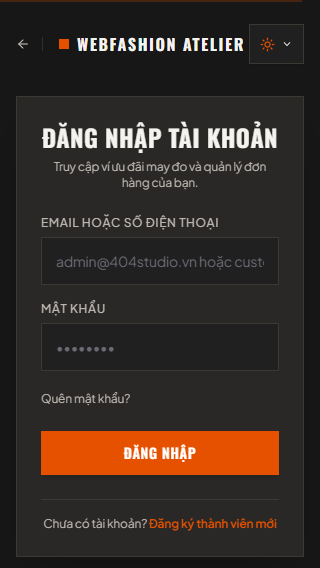 WEBFASHION ATELIER
ĐĂNG NHẬP TÀI KHOẢN
Truy cập ví ưu đãi may đo và quản lý đơn
hàng của bạn.
EMAIL HOẶC SỐ ĐIỆN THOẠI
admin@404studio.vn hoặc cust
MẬT KHẨU
••••••••
Quên mật khẩu?
ĐĂNG NHẬP
Chưa có tài khoản? Đăng ký thành viên mới